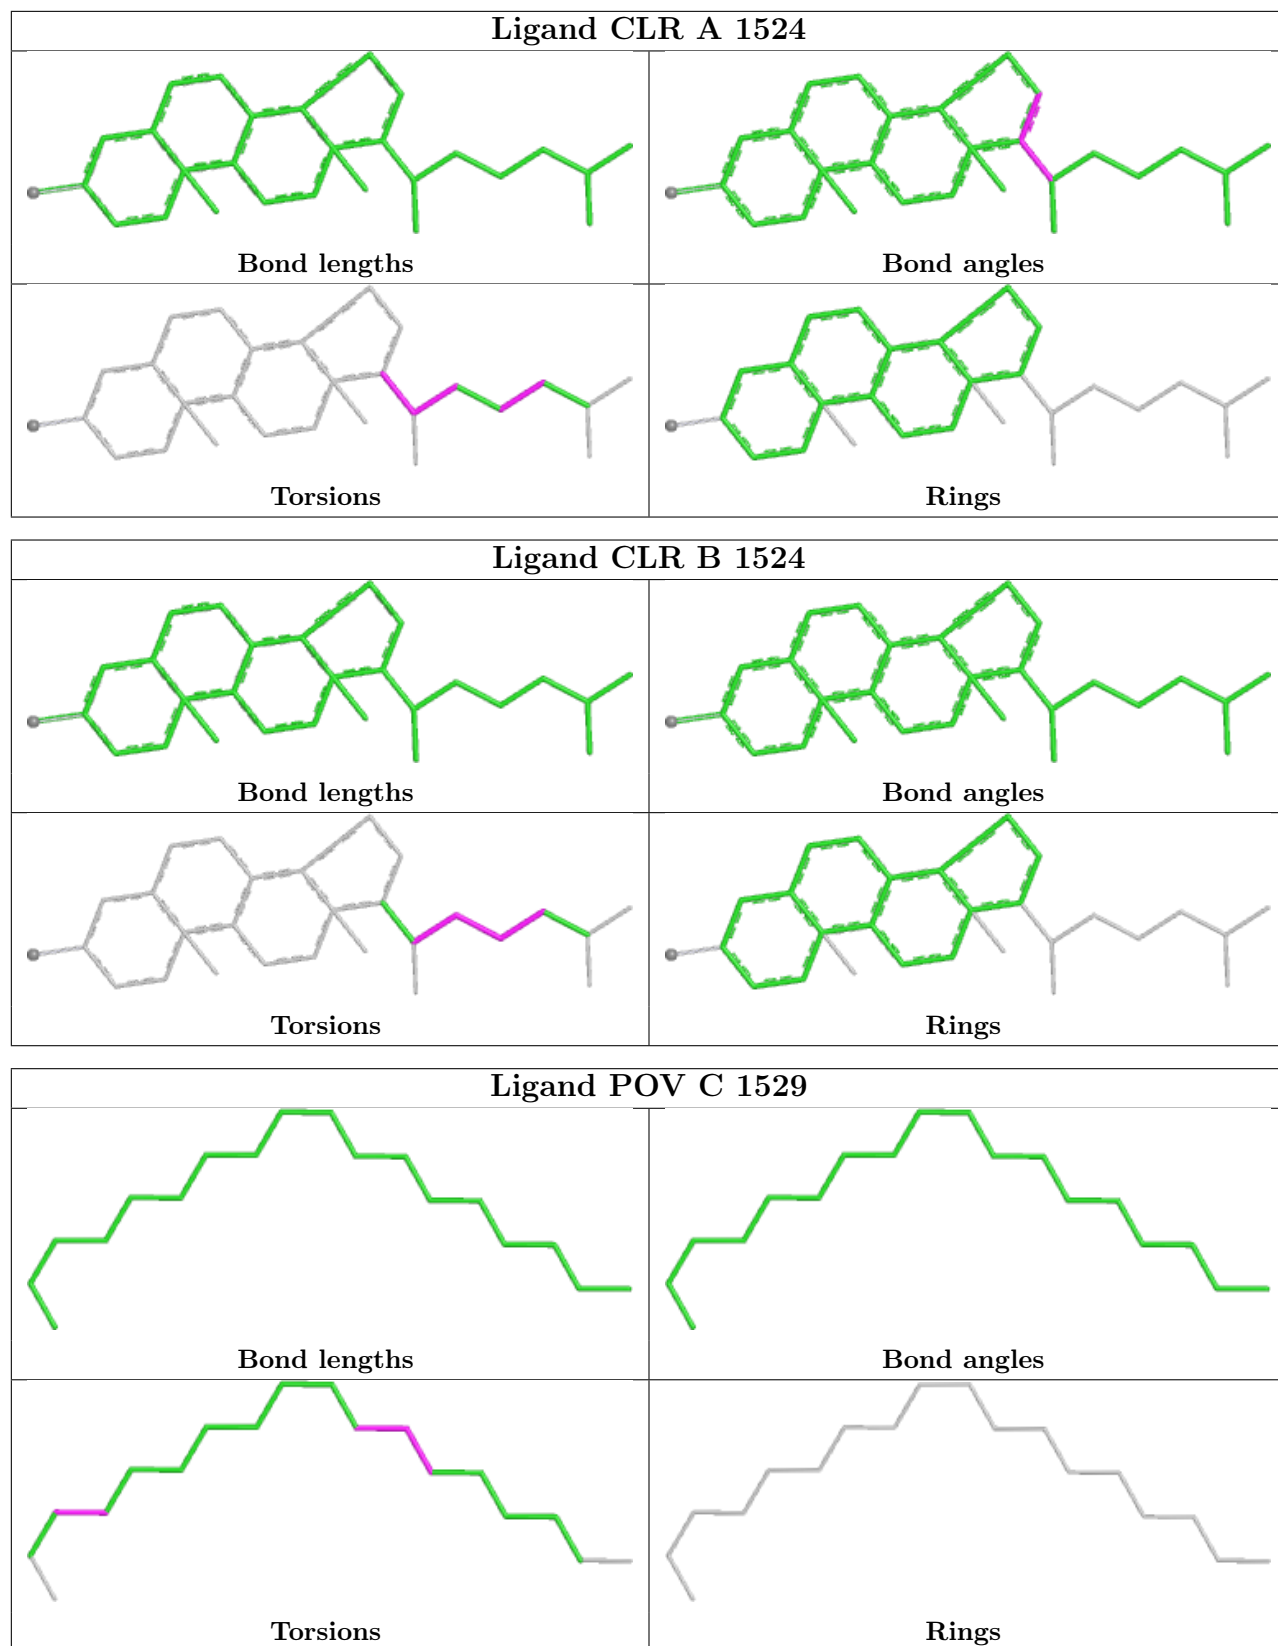 Ligand CLR A 1524
Bond lengths
Bond angles
Torsions
Rings
Ligand CLR B 1524
Bond lengths
Bond angles
Torsions
Rings
Ligand POV C 1529
Bond lengths
Bond angles
Torsions
Rings